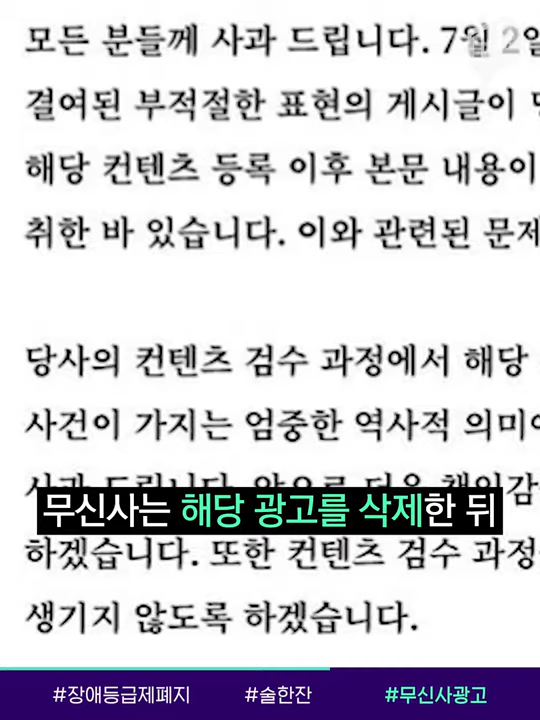 모든 분들께 사과 드립니다. 7월 2일
결여된 부적절한 표현의 게시글이
해당 컨텐츠 등록 이후 본문 내용이
취한 바 있습니다. 이와 관련된 문제
당사의 컨텐츠 검수 과정에서 해당
사건이 가지는 엄중한 역사적 의미
무신사는 해당 광고를 삭제한 뒤
하겠습니다. 또한 컨텐츠 검수 과정
생기지 않도록 하겠습니다.
#장애등급제폐지 #술한잔 #무신사광고